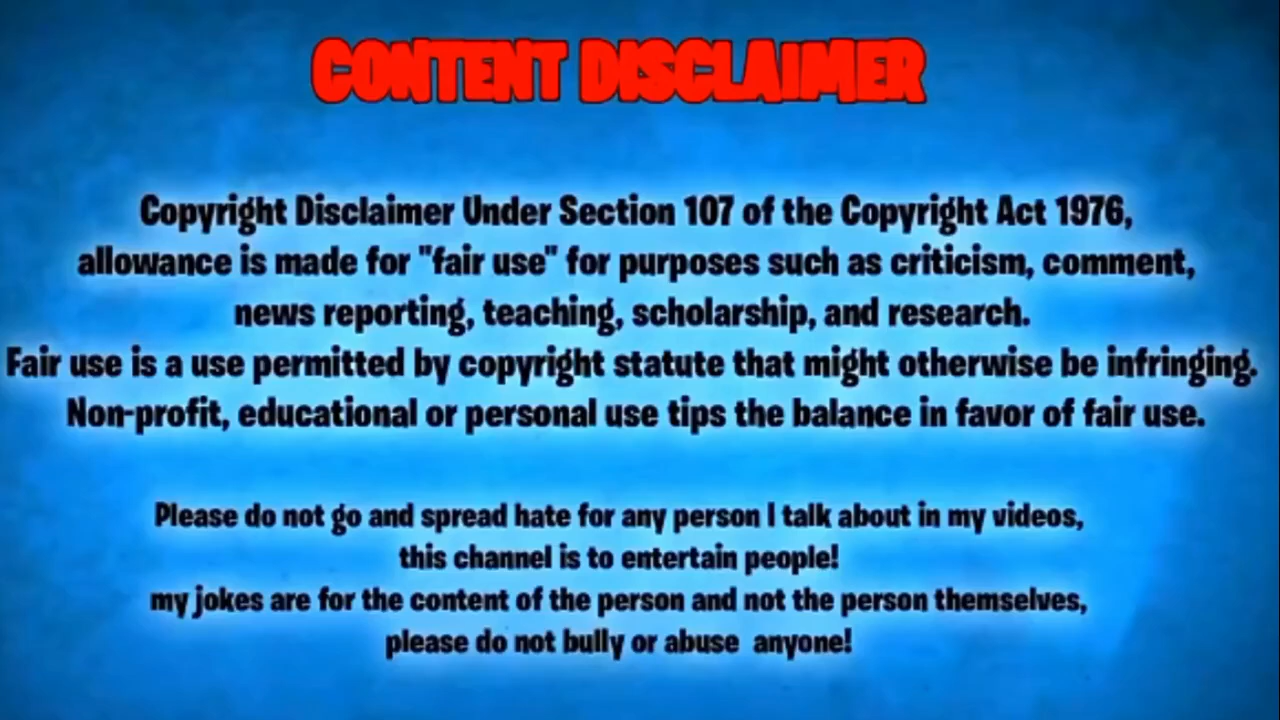 CONTENT DISCLAIMER
Copyright Disclaimer Under Section 107 of the Copyright Act 1976,
allowance is made for "fair use" for purposes such as criticism, comment,
news reporting, teaching, scholarship, and research.
Fair use is a use permitted by copyright statute that might otherwise be infringing.
Non-profit, educational or personal use tips the balance in favor of fair use.
Please do not go and spread hate for any person I talk about in my videos,
this channel is to entertain people!
my jokes are for the content of the person and not the person themselves,
please do not bully or abuse  anyone!